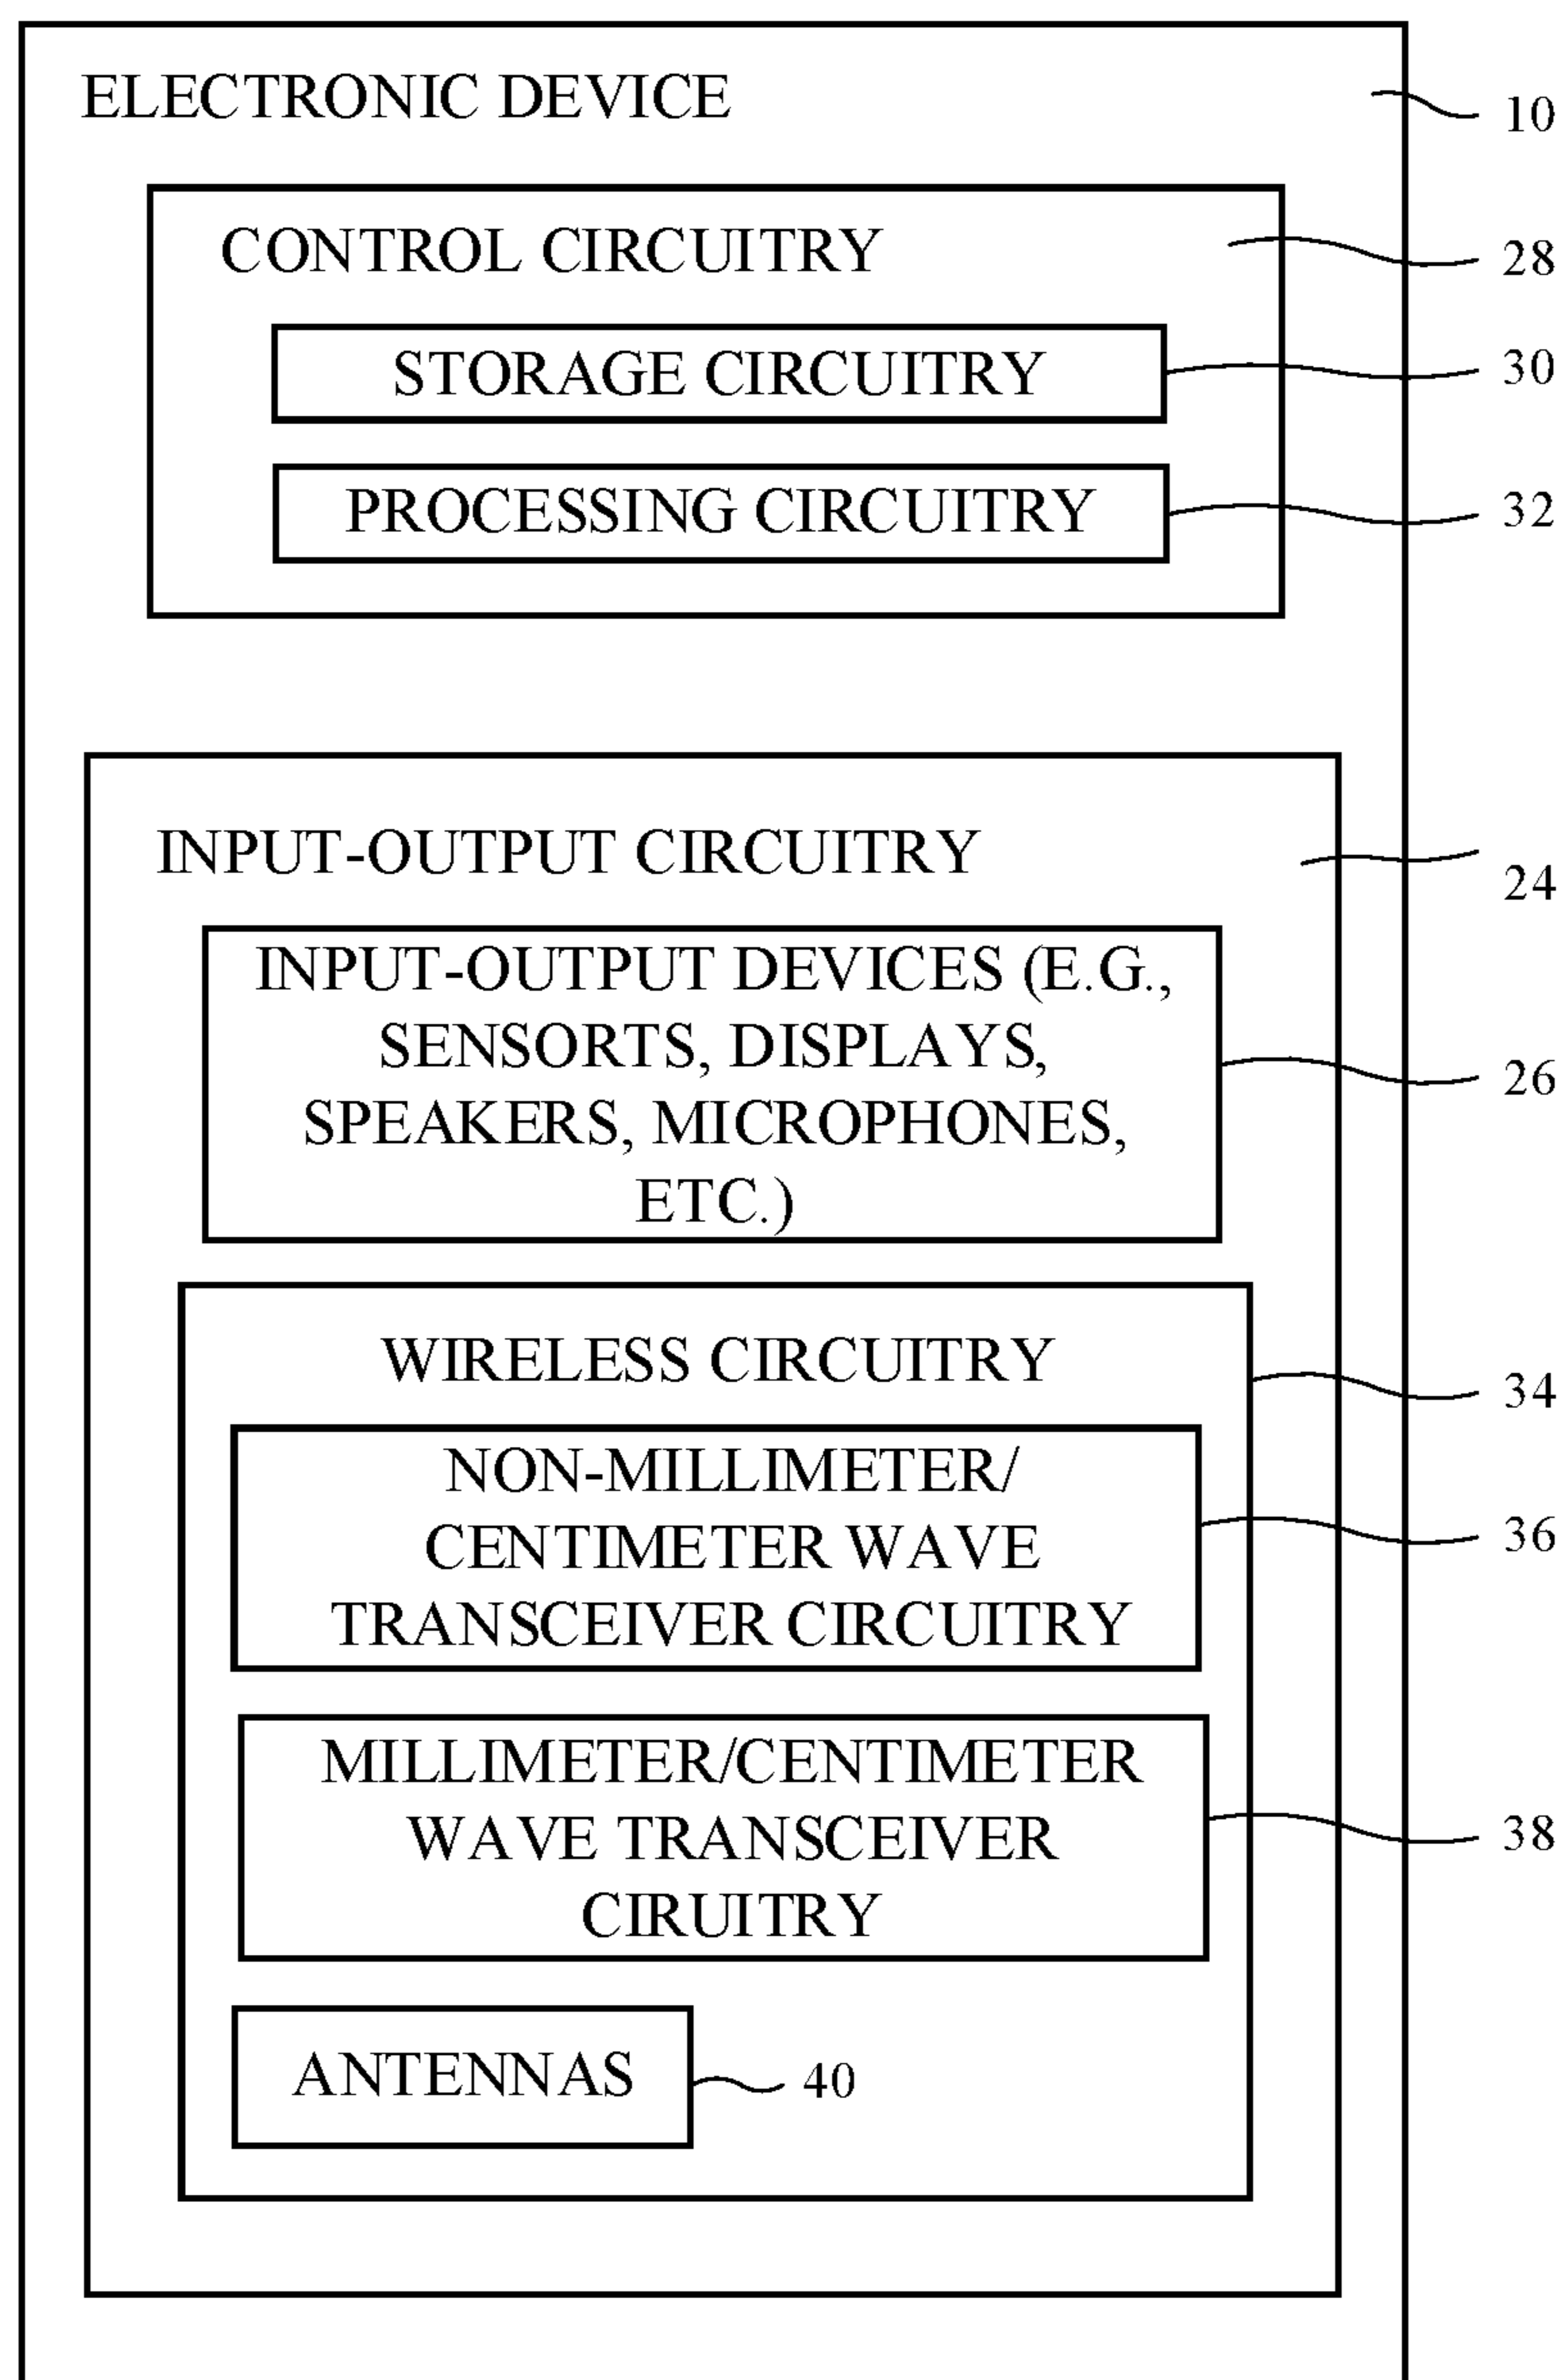 ELECTRONIC DEVICE
10
CONTROL CIRCUITRY
28
STORAGE CIRCUITRY
30
PROCESSING CIRCUITRY
32
INPUT-OUTPUT CIRCUITRY
24
INPUT-OUTPUT DEVICES (E.G.,
SENSORTS, DISPLAYS,
SPEAKERS, MICROPHONES,
ETC.)
26
WIRELESS CIRCUITRY
34
NON-MILLIMETER/
CENTIMETER WAVE
TRANSCEIVER CIRCUITRY
36
MILLIMETER/CENTIMETER
WAVE TRANSCEIVER
CIRUITRY
38
ANTENNAS
40